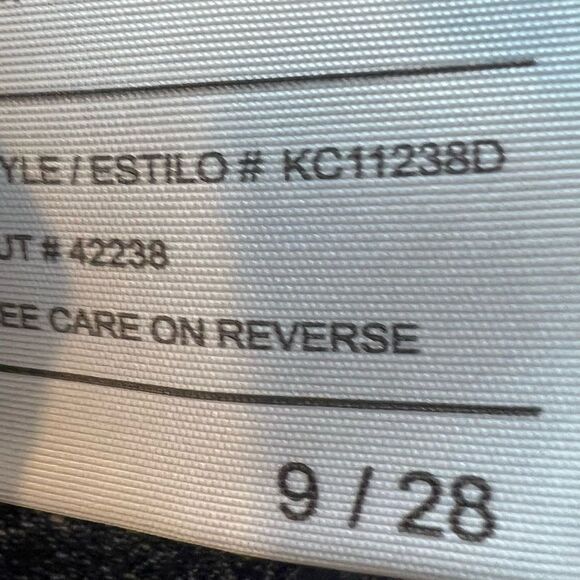 YLE / ESTILO # KC11238D
UT # 42238
EE CARE ON REVERSE
9 / 28